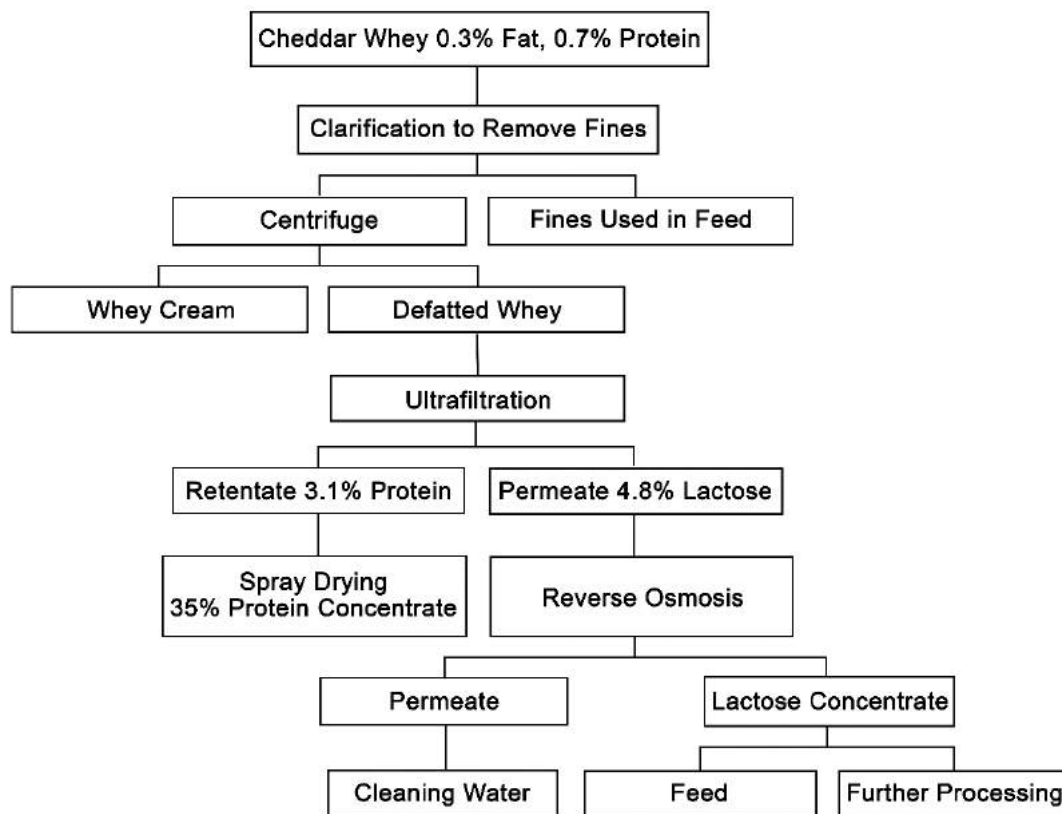 Cheddar Whey 0.3% Fat, 0.7% Protein
Clarification to Remove Fines
Centrifuge
Fines Used in Feed
Whey Cream
Defatted Whey
Ultrafiltration
Retentate 3.1% Protein
Permeate 4.8% Lactose
Spray Drying
35% Protein Concentrate
Reverse Osmosis
Permeate
Lactose Concentrate
Cleaning Water
Feed
Further Processing